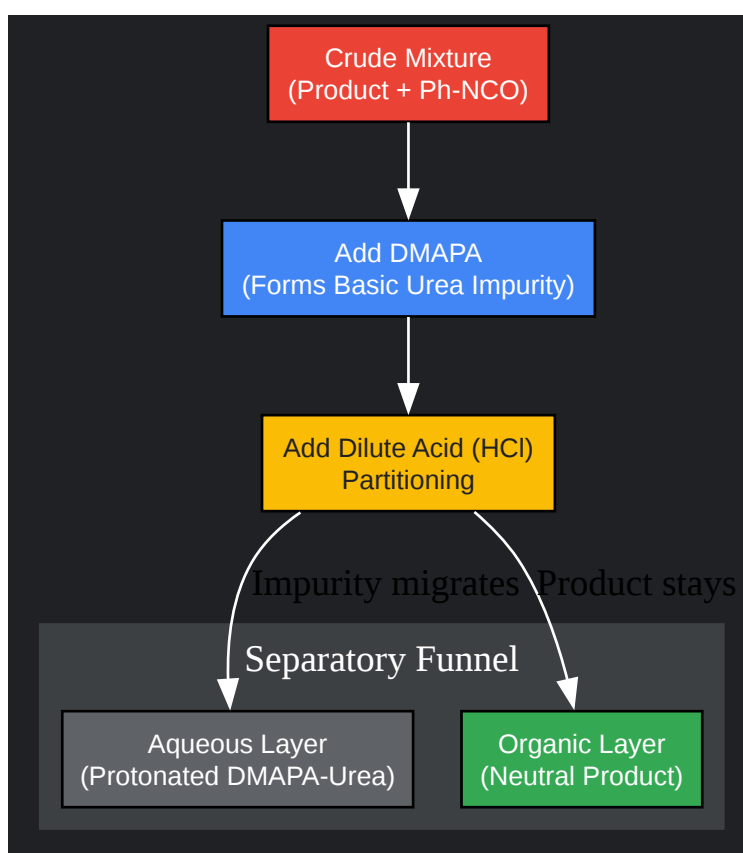 Crude Mixture
(Product + Ph-NCO)
Add DMAPA
(Forms Basic Urea Impurity)
Add Dilute Acid (HCl)
Partitioning
Impurity migrates
Product stays
Separatory Funnel
Aqueous Layer
(Protonated DMAPA-Urea)
Organic Layer
(Neutral Product)